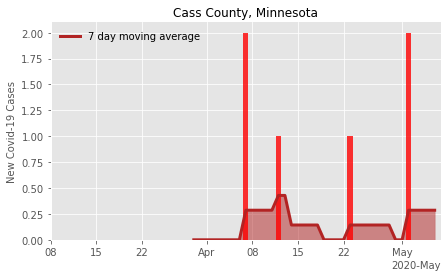 Cass County, Minnesota
7 day moving average
New Covid-19 Cases
2.00
1.75
1.50
1.25
1.00
0.75
0.50
0.25
0.00
08 15 22 Apr 08 15 22 May
2020-May